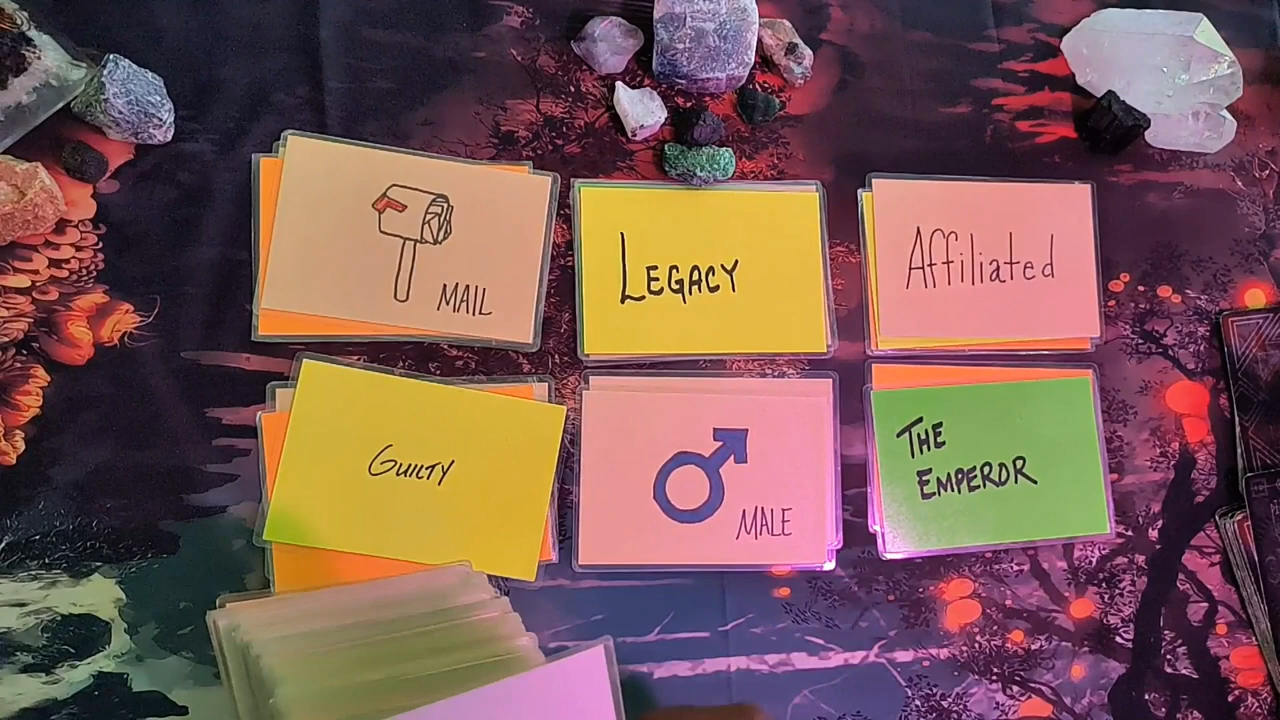 MAIL
LEGACY
Affiliated
GUILTY
MALE
THE
EMPEROR